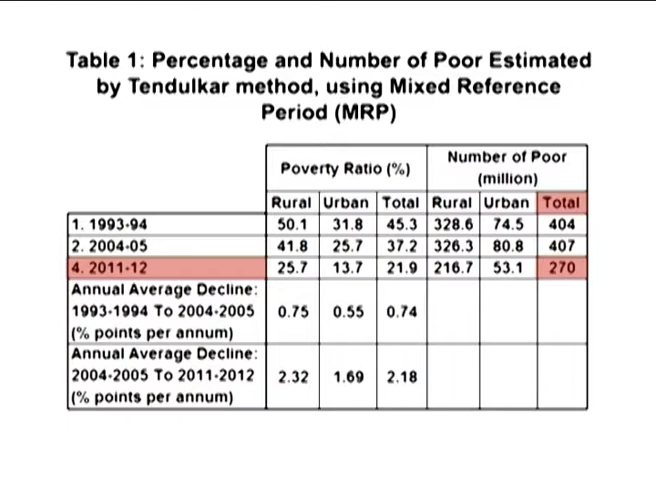 Table 1: Percentage and Number of Poor Estimated
by Tendulkar method, using Mixed Reference
Period (MRP)
Poverty Ratio (%) Number of Poor
(million)
Rural Urban Total Rural Urban Total
1. 1993-94 50.1 31.8 45.3 328.6 74.5 404
2. 2004-05 41.8 25.7 37.2 326.3 80.8 407
4. 2011-12 25.7 13.7 21.9 216.7 53.1 270
Annual Average Decline:
1993-1994 To 2004-2005 0.75 0.55 0.74
(% points per annum)
Annual Average Decline:
2004-2005 To 2011-2012 2.32 1.69 2.18
(% points per annum)